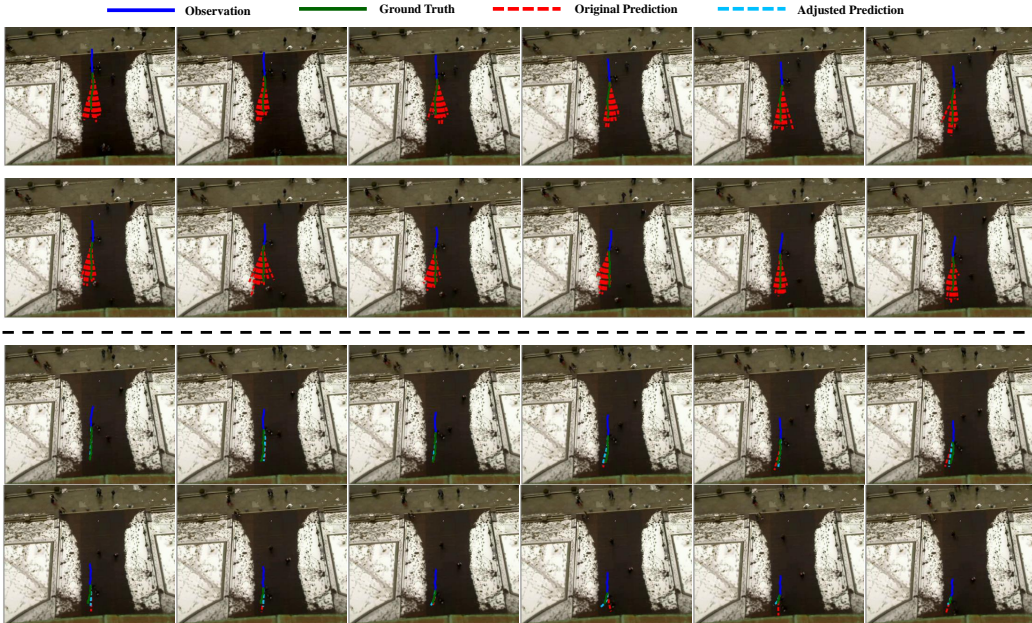 Observation
Ground Truth
Original Prediction
Adjusted Prediction